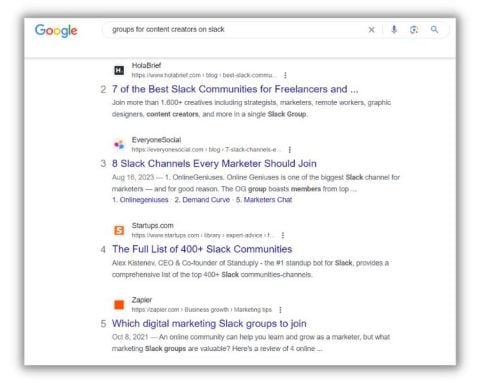 Google
groups for content creators on slack
H.
HolaBrief
https://www.holabrief.com › blog › best-slack-commu...
2 7 of the Best Slack Communities for Freelancers and ...
Join more than 1.600+ creatives including strategists, marketers, remote workers, graphic
designers, content creators, and more in a single Slack Group.
EveryoneSocial
https://everyonesocial.com › blog › 7-slack-channels-e...
3 8 Slack Channels Every Marketer Should Join
Aug 16, 2023 — 1. OnlineGeniuses. Online Geniuses is one of the biggest Slack channel for
marketers — and for good reason. The OG group boasts members from top ...
1. Onlinegeniuses · 2. Demand Curve · 5. Marketers Chat
S
Startups.com
https://www.startups.com › library › expert-advice › f...
4 The Full List of 400+ Slack Communities
Alex Kistenev, CEO & Co-founder of Standuply - the #1 standup bot for Slack, provides a
comprehensive list of the top 400+ Slack communities-channels.
Zapier
https://zapier.com › Business growth › Marketing tips
5 Which digital marketing Slack groups to join
Oct 8, 2021 — An online community can help you learn and grow as a marketer, but what
marketing Slack groups are valuable? Here's a review of 4 online ...